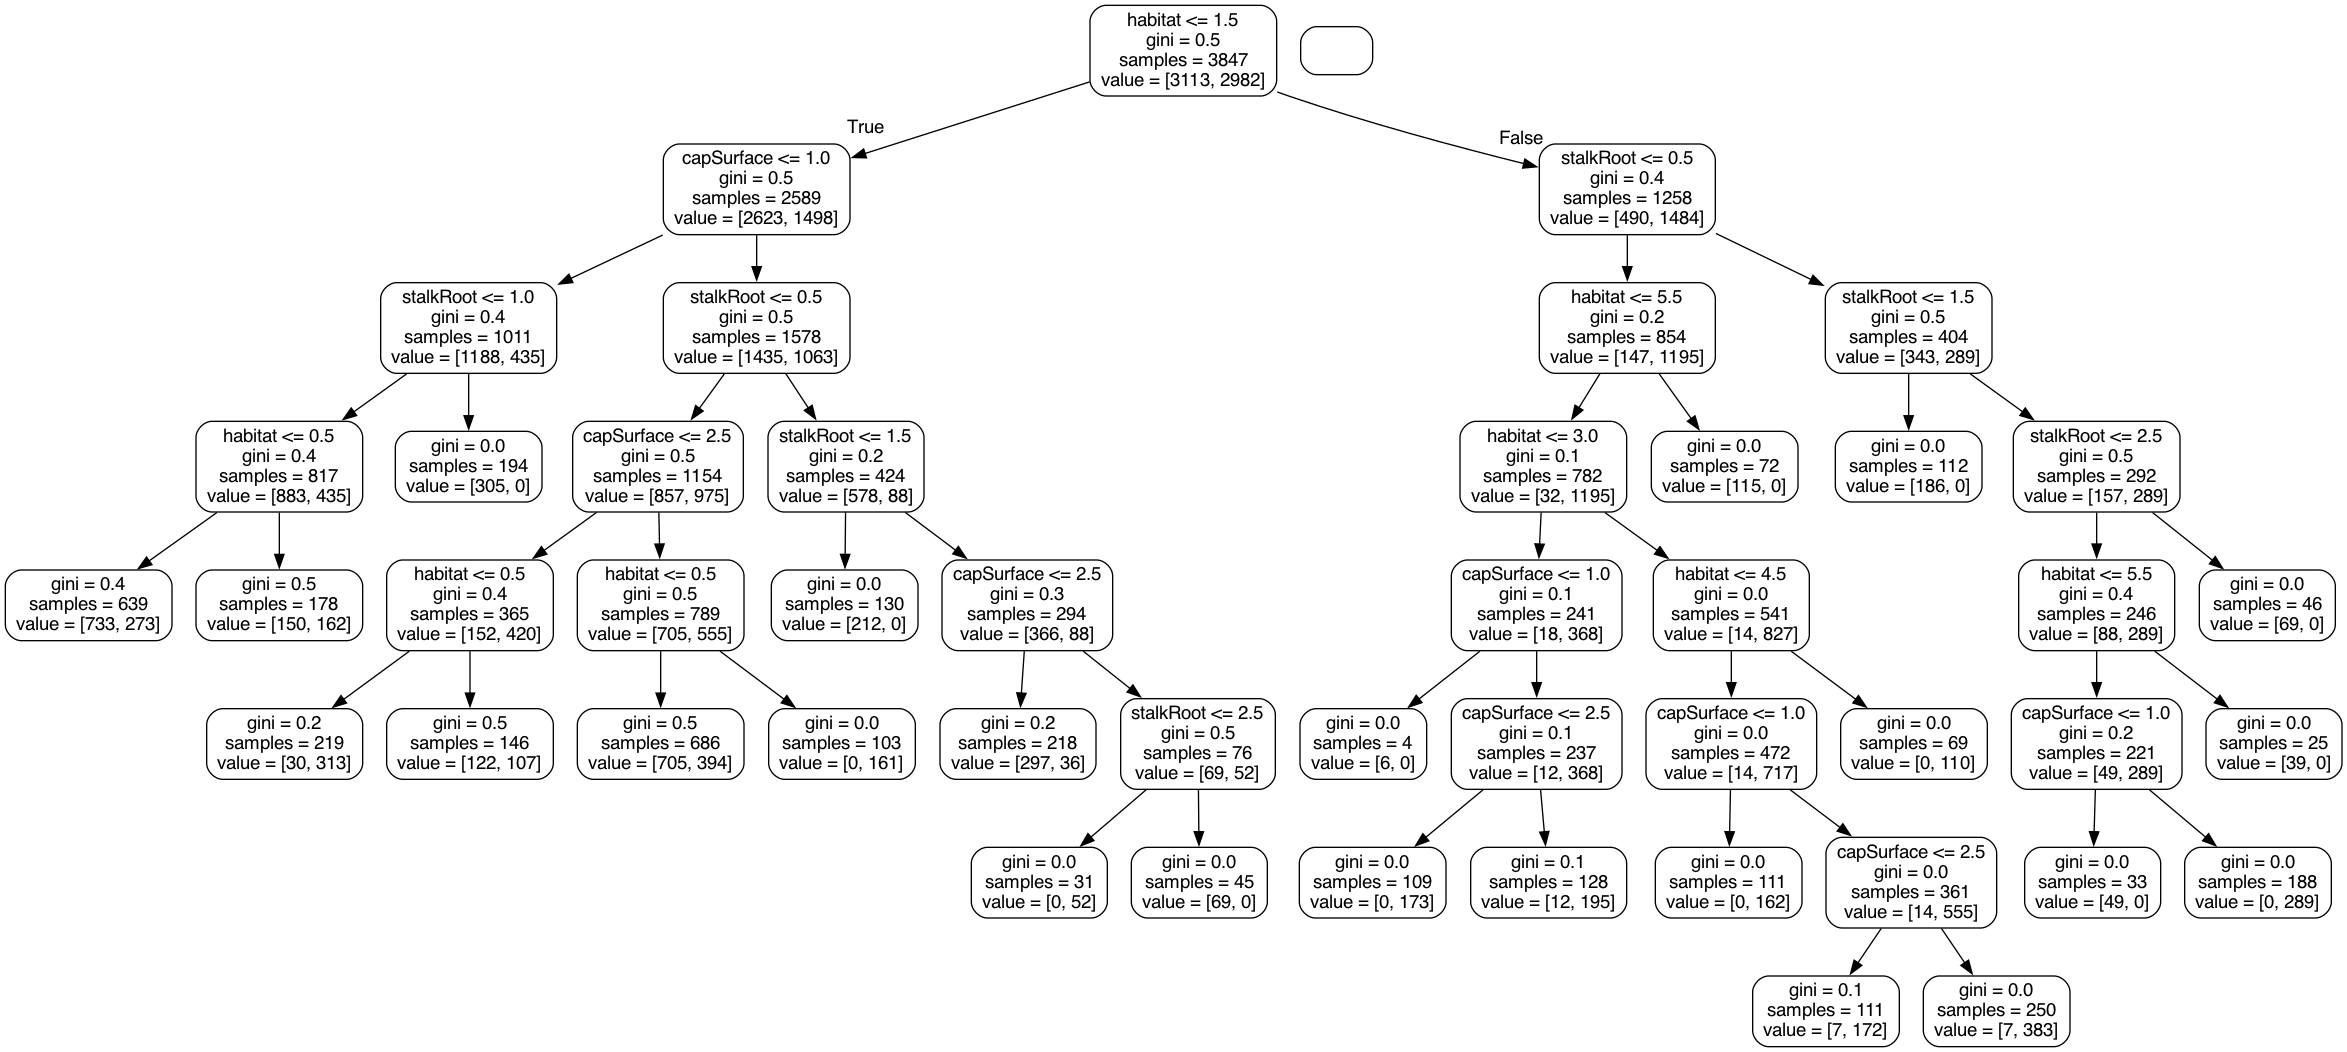 habitat <= 1.5
gini = 0.5
samples = 3847
value = [3113, 2982]
True
False
capSurface <= 1.0
gini = 0.5
samples = 2589
value = [2623, 1498]
stalkRoot <= 0.5
gini = 0.4
samples = 1258
value = [490, 1484]
stalkRoot <= 1.0
gini = 0.4
samples = 1011
value = [1188, 435]
stalkRoot <= 0.5
gini = 0.5
samples = 1578
value = [1435, 1063]
habitat <= 5.5
gini = 0.2
samples = 854
value = [147, 1195]
stalkRoot <= 1.5
gini = 0.5
samples = 404
value = [343, 289]
habitat <= 0.5
gini = 0.4
samples = 817
value = [883, 435]
gini = 0.0
samples = 194
value = [305, 0]
capSurface <= 2.5
gini = 0.5
samples = 1154
value = [857, 975]
stalkRoot <= 1.5
gini = 0.2
samples = 424
value = [578, 88]
habitat <= 3.0
gini = 0.1
samples = 782
value = [32, 1195]
gini = 0.0
samples = 72
value = [115, 0]
gini = 0.0
samples = 112
value = [186, 0]
stalkRoot <= 2.5
gini = 0.5
samples = 292
value = [157, 289]
gini = 0.4
samples = 639
value = [733, 273]
gini = 0.5
samples = 178
value = [150, 162]
habitat <= 0.5
gini = 0.4
samples = 365
value = [152, 420]
habitat <= 0.5
gini = 0.5
samples = 789
value = [705, 555]
gini = 0.0
samples = 130
value = [212, 0]
capSurface <= 2.5
gini = 0.3
samples = 294
value = [366, 88]
capSurface <= 1.0
gini = 0.1
samples = 241
value = [18, 368]
habitat <= 4.5
gini = 0.0
samples = 541
value = [14, 827]
habitat <= 5.5
gini = 0.4
samples = 246
value = [88, 289]
gini = 0.0
samples = 46
value = [69, 0]
gini = 0.2
samples = 219
value = [30, 313]
gini = 0.5
samples = 146
value = [122, 107]
gini = 0.5
samples = 686
value = [705, 394]
gini = 0.0
samples = 103
value = [0, 161]
gini = 0.2
samples = 218
value = [297, 36]
stalkRoot <= 2.5
gini = 0.5
samples = 76
value = [69, 52]
gini = 0.0
samples = 4
value = [6, 0]
capSurface <= 2.5
gini = 0.1
samples = 237
value = [12, 368]
capSurface <= 1.0
gini = 0.0
samples = 472
value = [14, 717]
gini = 0.0
samples = 69
value = [0, 110]
capSurface <= 1.0
gini = 0.2
samples = 221
value = [49, 289]
gini = 0.0
samples = 25
value = [39, 0]
gini = 0.0
samples = 31
value = [0, 52]
gini = 0.0
samples = 45
value = [69, 0]
gini = 0.0
samples = 109
value = [0, 173]
gini = 0.1
samples = 128
value = [12, 195]
gini = 0.0
samples = 111
value = [0, 162]
capSurface <= 2.5
gini = 0.0
samples = 361
value = [14, 555]
gini = 0.0
samples = 33
value = [49, 0]
gini = 0.0
samples = 188
value = [0, 289]
gini = 0.1
samples = 111
value = [7, 172]
gini = 0.0
samples = 250
value = [7, 383]